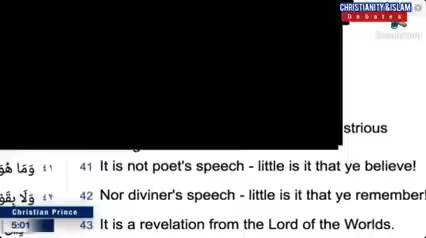 CHRISTIANITY & ISLAM
Debates
strious
41 It is not poet's speech - little is it that ye believe!
وَمَا هُوَ ٤١
42 Nor diviner's speech - little is it that ye remember!
وَلَا بِقَوْ ٤٢
Christian Prince
5:01
43 It is a revelation from the Lord of the Worlds.